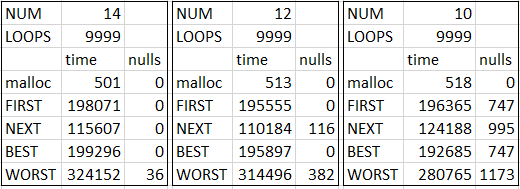 NUM 14
LOOPS 9999
time nulls
malloc 501 0
FIRST 198071 0
NEXT 115607 0
BEST 199296 0
WORST 324152 36
NUM 12
LOOPS 9999
time nulls
malloc 513 0
FIRST 195555 0
NEXT 110184 116
BEST 195897 0
WORST 314496 382
NUM 10
LOOPS 9999
time nulls
malloc 518 0
FIRST 196365 747
NEXT 124188 995
BEST 192685 747
WORST 280765 1173